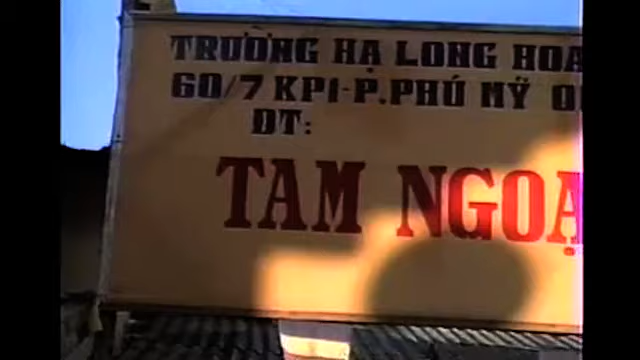 TRƯỜNG HẠ LONG HOA
60/7 KP1-P.PHÚ MỸ
ĐT:
TAM NGOẠ